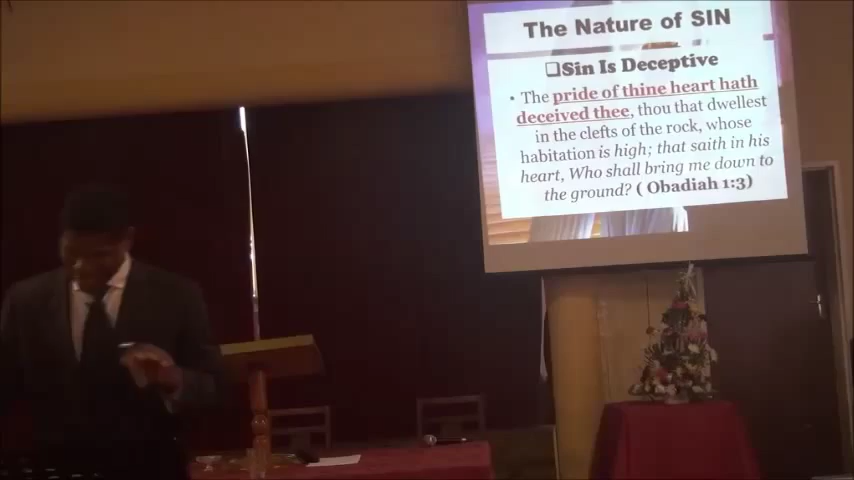 The Nature of SIN
❑Sin Is Deceptive
• The pride of thine heart hath
deceived thee, thou that dwellest
in the clefts of the rock, whose
habitation is high; that saith in his
heart, Who shall bring me down to
the ground? ( Obadiah 1:3)